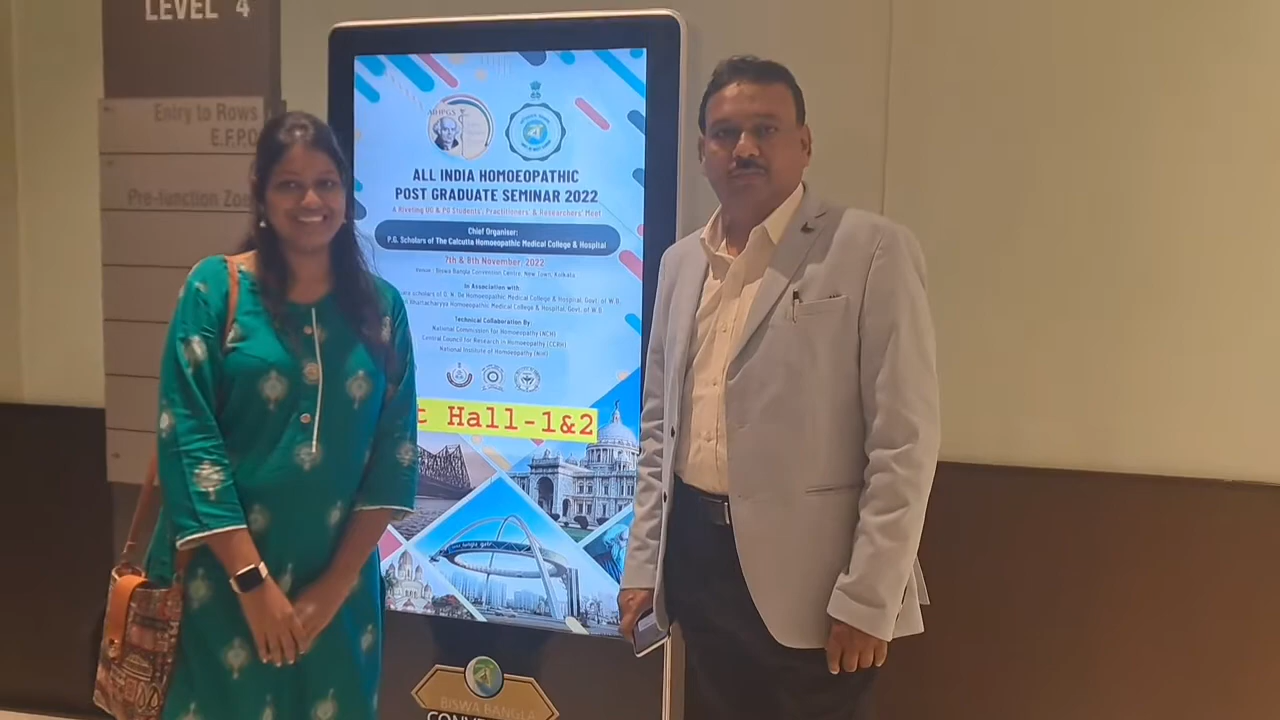 LEVEL 4
Entry to Rows
E,F,P,O
Pre-function Zone
AIHPGS
ALL INDIA HOMOEOPATHIC
POST GRADUATE SEMINAR 2022
A Riveting UG & PG Students', Practitioners' & Researchers' Meet
Chief Organiser:
P.G. Scholars of The Calcutta Homoeopathic Medical College & Hospital
7th & 8th November, 2022
Venue : Biswa Bangla Convention Centre, New Town, Kolkata
In Association with:
scholars of D. N. De Homoeopathic Medical College & Hospital, Govt. of W.B.
Bhattacharyya Homoeopathic Medical College & Hospital, Govt. of W.B.
Technical Collaboration By:
National Commission for Homoeopathy (NCH)
Central Council for Research in Homoeopathy (CCRH)
National Institute of Homoeopathy (NIH)
t Hall-1&2
BISWA BANGLA